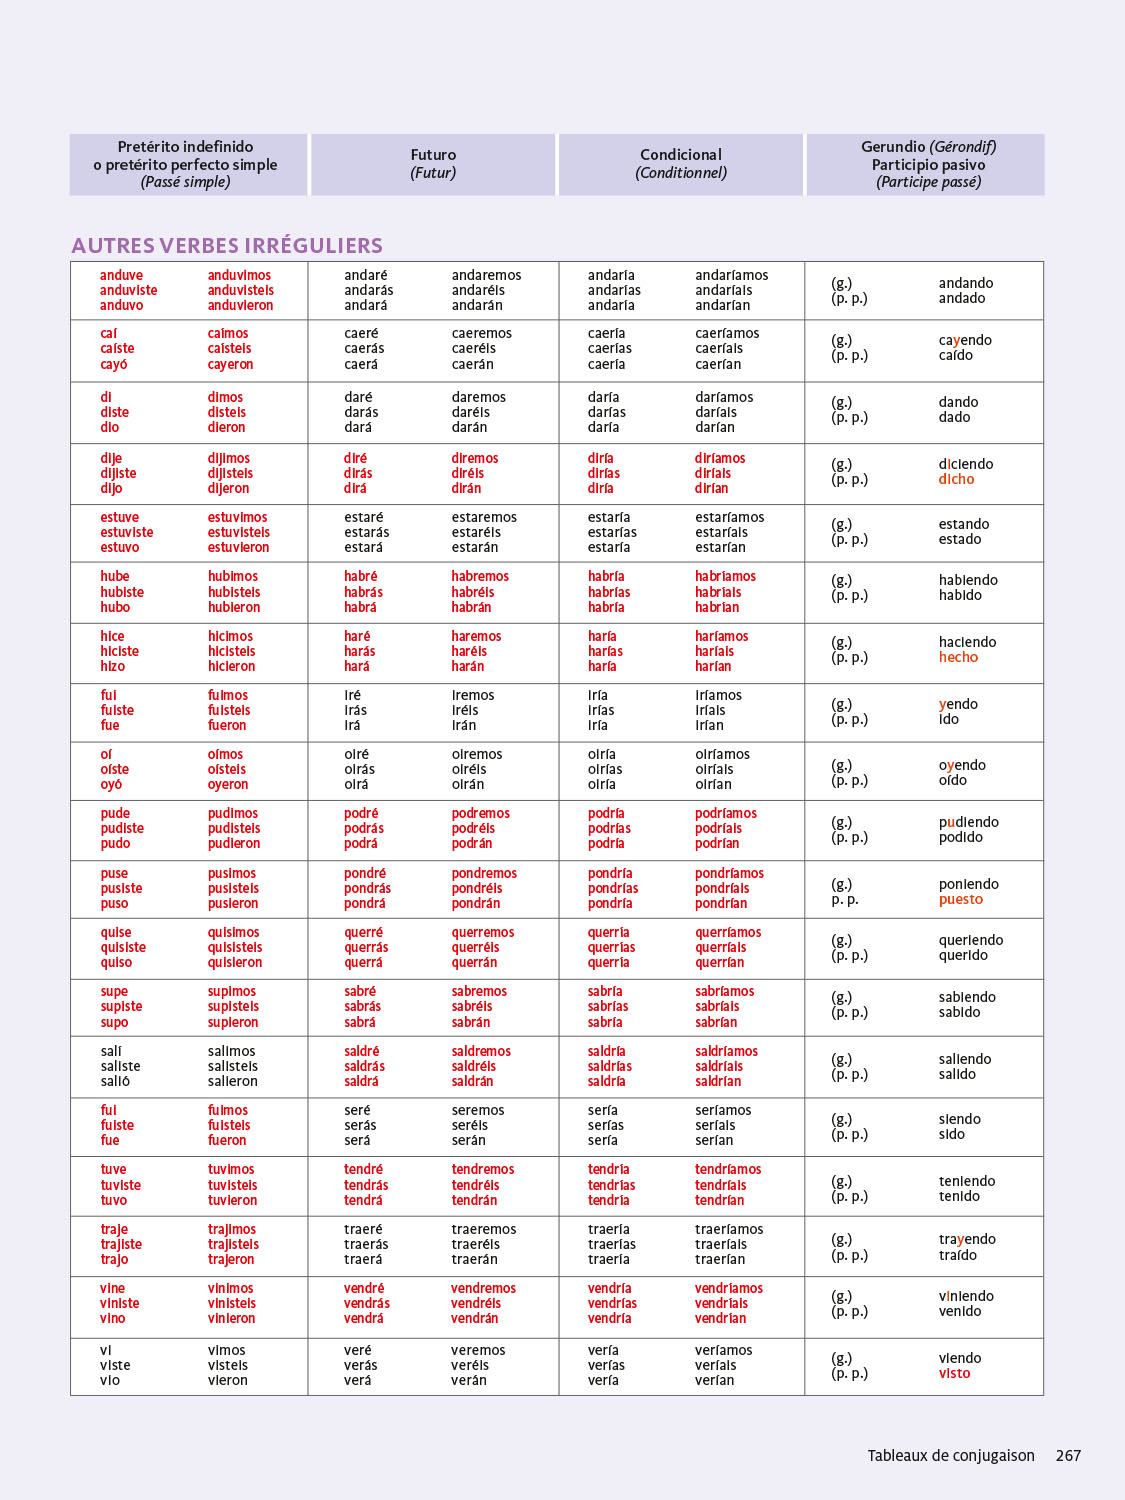 Pretérito indefinido
o pretérito perfecto simple
(Passé simple)
Futuro
(Futur)
Condicional
(Conditionnel)
Gerundio (Gérondif)
Participio pasivo
(Participe passé)
AUTRES VERBES IRRÉGULIERS
anduve anduvimos andaré andaremos andaría andaríamos (g.) andando
anduviste anduvisteis andarás andaréis andarías andaríais (p. p.) andado
anduvo anduvieron andará andarán andaría andarían
caí caímos caeré caeremos caería caeríamos (g.) cayendo
caíste caísteis caerás caeréis caerías caeríais (p. p.) caído
cayó cayeron caerá caerán caería caerían
di dimos daré daremos daría daríamos (g.) dando
diste disteis darás daréis darías daríais (p. p.) dado
dio dieron dará darán daría darían
dije dijimos diré diremos diría diríamos (g.) diciendo
dijiste dijisteis dirás diréis dirías diríais (p. p.) dicho
dijo dijeron dirá dirán diría dirían
estuve estuvimos estaré estaremos estaría estaríamos (g.) estando
estuviste estuvisteis estarás estaréis estarías estaríais (p. p.) estado
estuvo estuvieron estará estarán estaría estarían
hube hubimos habré habremos habría habríamos (g.) habiendo
hubiste hubisteis habrás habréis habrías habríais (p. p.) habido
hubo hubieron habrá habrán habría habrían
hice hicimos haré haremos haría haríamos (g.) haciendo
hiciste hicisteis harás haréis harías haríais (p. p.) hecho
hizo hicieron hará harán haría harían
fui fuimos iré iremos iría iríamos (g.) yendo
fuiste fuisteis irás iréis irías iríais (p. p.) ido
fue fueron irá irán iría irían
oí oímos oiré oiremos oiría oiríamos (g.) oyendo
oíste oísteis oirás oiréis oirías oiríais (p. p.) oído
oyó oyeron oirá oirán oiría oirían
pude pudimos podré podremos podría podríamos (g.) pudiendo
pudiste pudisteis podrás podréis podrías podríais (p. p.) podido
pudo pudieron podrá podrán podría podrían
puse pusimos pondré pondremos pondría pondríamos (g.) poniendo
pusiste pusisteis pondrás pondréis pondrías pondríais p. p. puesto
puso pusieron pondrá pondrán pondría pondrían
quise quisimos querré querremos querría querríamos (g.) queriendo
quisiste quisisteis querrás querréis querrías querríais (p. p.) querido
quiso quisieron querrá querrán querría querrían
supe supimos sabré sabremos sabría sabríamos (g.) sabiendo
supiste supisteis sabrás sabréis sabrías sabríais (p. p.) sabido
supo supieron sabrá sabrán sabría sabrían
salí salimos saldré saldremos saldría saldríamos (g.) saliendo
saliste salisteis saldrás saldréis saldrías saldríais (p. p.) salido
salió salieron saldrá saldrán saldría saldrían
fui fuimos seré seremos sería seríamos (g.) siendo
fuiste fuisteis serás seréis serías seríais (p. p.) sido
fue fueron será serán sería serían
tuve tuvimos tendré tendremos tendría tendríamos (g.) teniendo
tuviste tuvisteis tendrás tendréis tendrías tendríais (p. p.) tenido
tuvo tuvieron tendrá tendrán tendría tendrían
traje trajimos traeré traeremos traería traeríamos (g.) trayendo
trajiste trajisteis traerás traeréis traerías traeríais (p. p.) traído
trajo trajeron traerá traerán traería traerían
vine vinimos vendré vendremos vendría vendríamos (g.) viniendo
viniste vinisteis vendrás vendréis vendrías vendríais (p. p.) venido
vino vinieron vendrá vendrán vendría vendrían
vi vimos veré veremos vería veríamos (g.) viendo
viste visteis verás veréis verías veríais (p. p.) visto
vio vieron verá verán vería verían
Tableaux de conjugaison 267